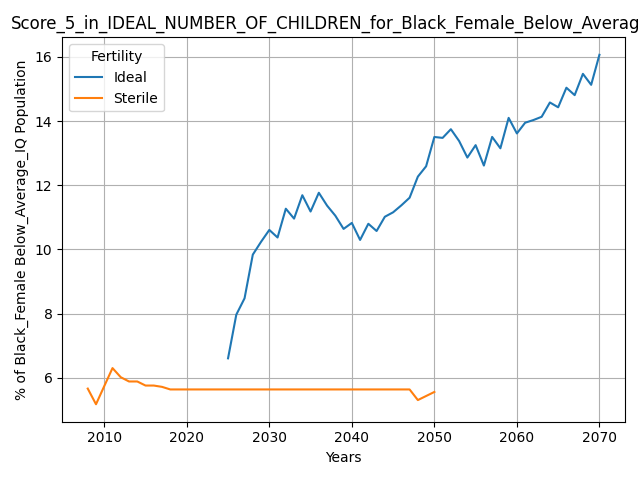 Score_5_in_IDEAL_NUMBER_OF_CHILDREN_for_Black_Female_Below_Averag
Fertility
Ideal
Sterile
% of Black_Female Below_Average_IQ Population
16
14
12
10
8
6
2010 2020 2030 2040 2050 2060 2070
Years